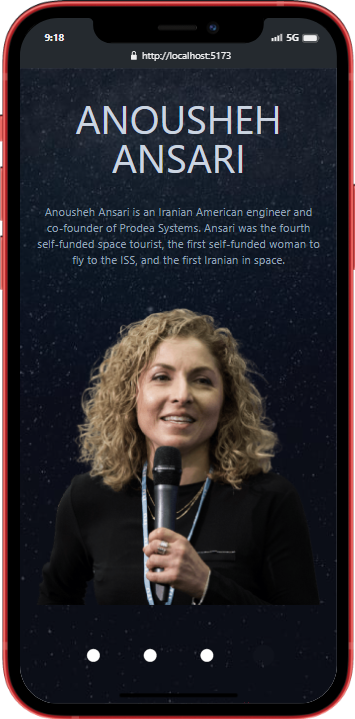 9:18
5G
http://localhost:5173
ANOUSHEH
ANSARI
Anousheh Ansari is an Iranian American engineer and
co-founder of Prodea Systems. Ansari was the fourth
self-funded space tourist, the first self-funded woman to
fly to the ISS, and the first Iranian in space.